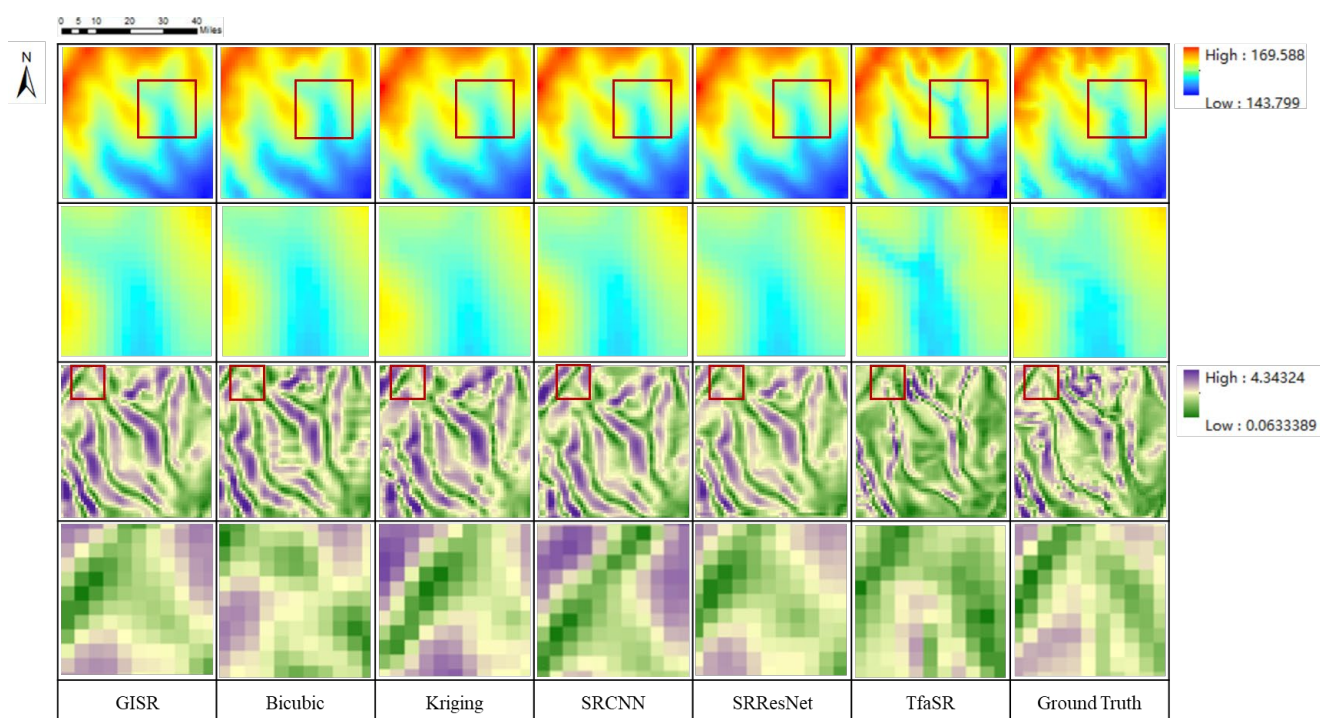 0 5 10 20 30 40
Miles
N
High : 169.588
Low : 143.799
High : 4.34324
Low : 0.0633389
GISR Bicubic Kriging SRCNN SRResNet TfaSR Ground Truth